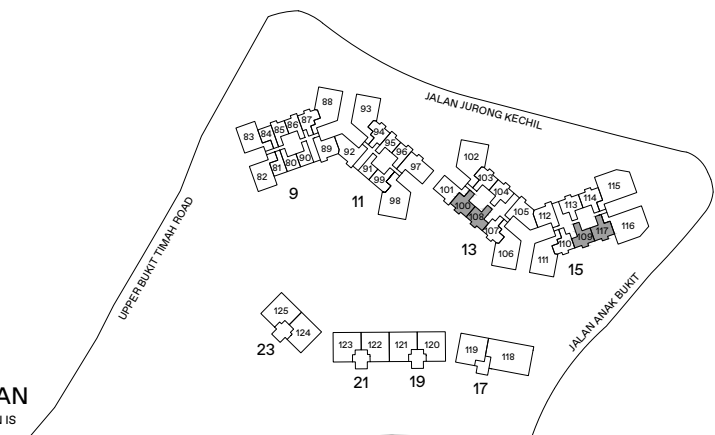 JALAN JURONG KECHIL
UPPER BUKIT TIMAH ROAD
JALAN ANAK BUKIT
83 84 85 86 87 88
82 81 80 90 89
9
93 94 95 96 97
92 91 99 98
11
102 103 104 105
101 100 108 107 106
13
112 113 114 115
111 110 109 117 116
15
125
124
23
123 122 121 120
21 19
119 118
17
AN
N IS